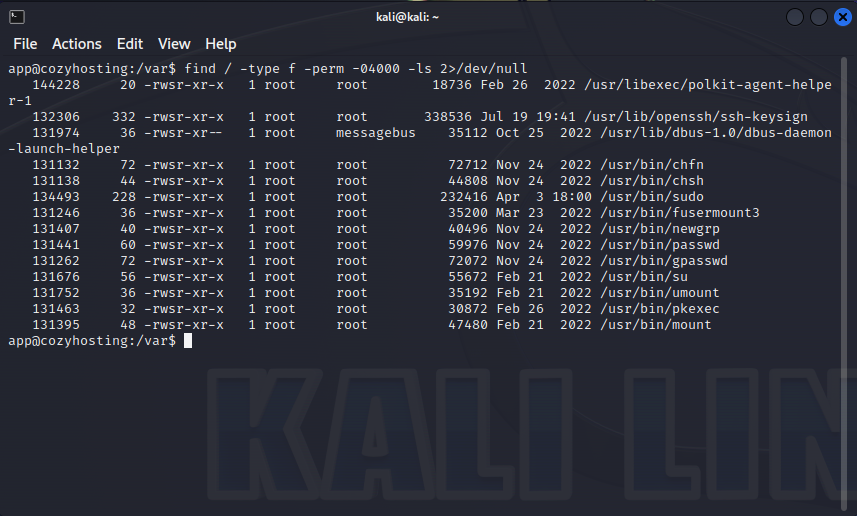 kali@kali: ~
File Actions Edit View Help
app@cozyhosting:/var$ find / -type f -perm -04000 -ls 2>/dev/null
144228 20 -rwsr-xr-x 1 root root 18736 Feb 26 2022 /usr/libexec/polkit-agent-helpe
r-1
132306 332 -rwsr-xr-x 1 root root 338536 Jul 19 19:41 /usr/lib/openssh/ssh-keysign
131974 36 -rwsr-xr-- 1 root messagebus 35112 Oct 25 2022 /usr/lib/dbus-1.0/dbus-daemon
-launch-helper
131132 72 -rwsr-xr-x 1 root root 72712 Nov 24 2022 /usr/bin/chfn
131138 44 -rwsr-xr-x 1 root root 44808 Nov 24 2022 /usr/bin/chsh
134493 228 -rwsr-xr-x 1 root root 232416 Apr 3 18:00 /usr/bin/sudo
131246 36 -rwsr-xr-x 1 root root 35200 Mar 23 2022 /usr/bin/fusermount3
131407 40 -rwsr-xr-x 1 root root 40496 Nov 24 2022 /usr/bin/newgrp
131441 60 -rwsr-xr-x 1 root root 59976 Nov 24 2022 /usr/bin/passwd
131262 72 -rwsr-xr-x 1 root root 72072 Nov 24 2022 /usr/bin/gpasswd
131676 56 -rwsr-xr-x 1 root root 55672 Feb 21 2022 /usr/bin/su
131752 36 -rwsr-xr-x 1 root root 35192 Feb 21 2022 /usr/bin/umount
131463 32 -rwsr-xr-x 1 root root 30872 Feb 26 2022 /usr/bin/pkexec
131395 48 -rwsr-xr-x 1 root root 47480 Feb 21 2022 /usr/bin/mount
app@cozyhosting:/var$
KALI LIN